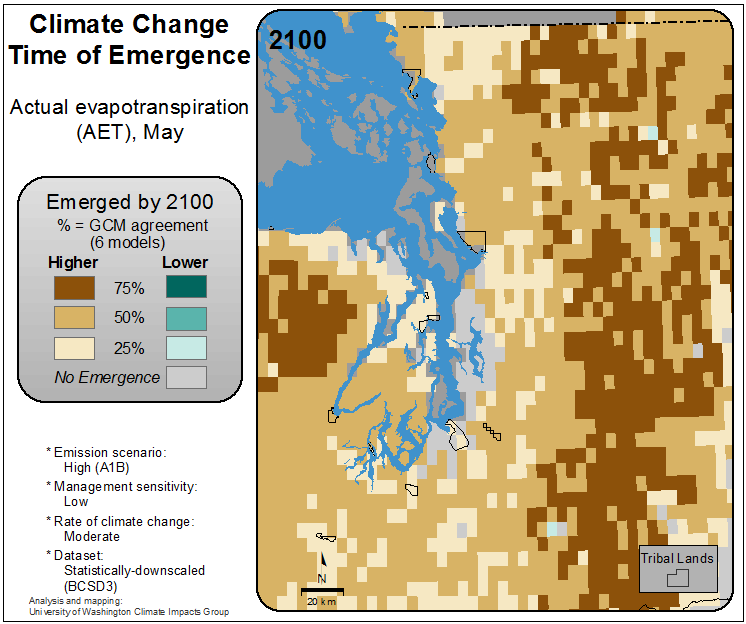 Climate Change
Time of Emergence
Actual evapotranspiration
(AET), May
Emerged by 2100
% = GCM agreement
(6 models)
Higher Lower
75%
50%
25%
No Emergence
* Emission scenario:
High (A1B)
* Management sensitivity:
Low
* Rate of climate change:
Moderate
* Dataset:
Statistically-downscaled
(BCSD3)
Analysis and mapping:
University of Washington Climate Impacts Group
2100
N
20 km
Tribal Lands